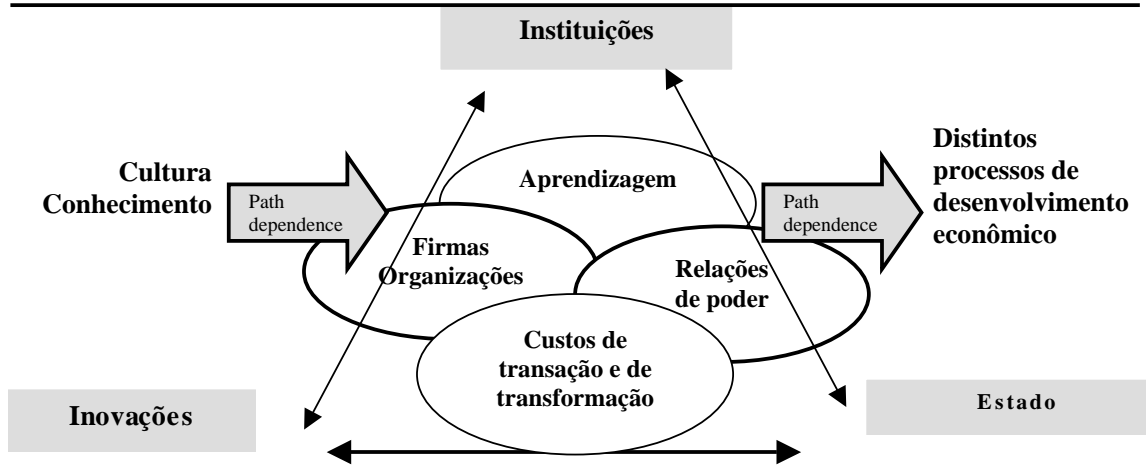 Instituições
Cultura
Conhecimento
Path
dependence
Aprendizagem
Firmas
Organizações
Relações
de poder
Custos de
transação e de
transformação
Path
dependence
Distintos
processos de
desenvolvimento
econômico
Inovações
Estado